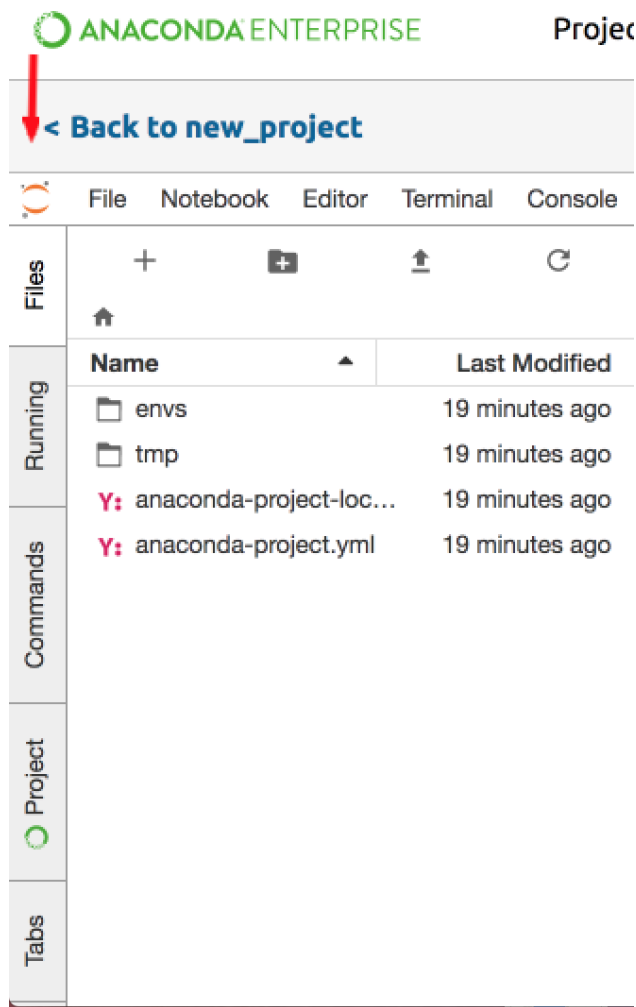 ANACONDA ENTERPRISE Projec
< Back to new_project
File Notebook Editor Terminal Console
Files
Name Last Modified
envs 19 minutes ago
tmp 19 minutes ago
Y: anaconda-project-loc... 19 minutes ago
Y: anaconda-project.yml 19 minutes ago
Running
Commands
Project
Tabs